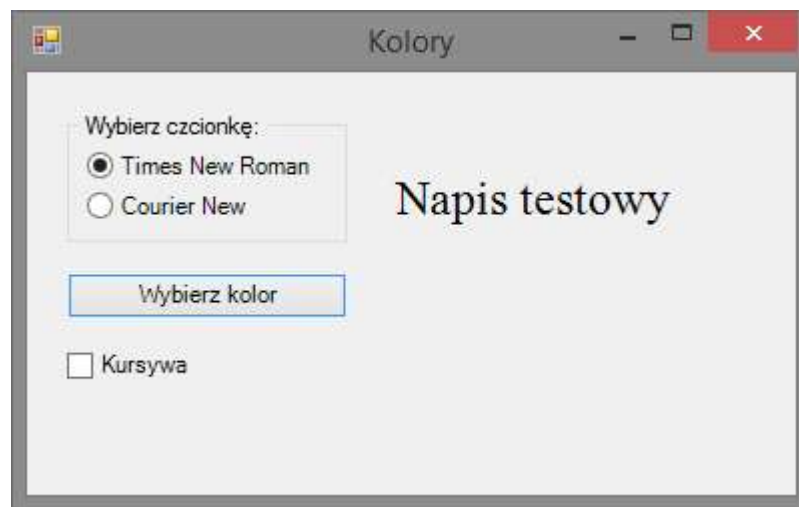 Kolory
Wybierz czcionkę:
Times New Roman
Courier New
Napis testowy
Wybierz kolor
Kursywa